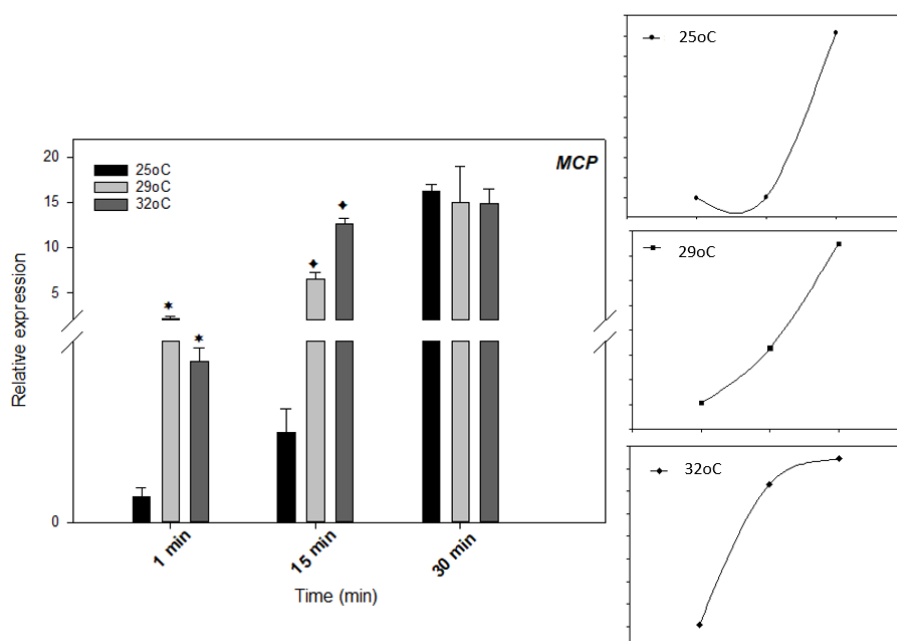 MCP
25oC
29oC
32oC
20
15
10
5
0
Relative expression
1 min
15 min
30 min
Time (min)
25oC
29oC
32oC